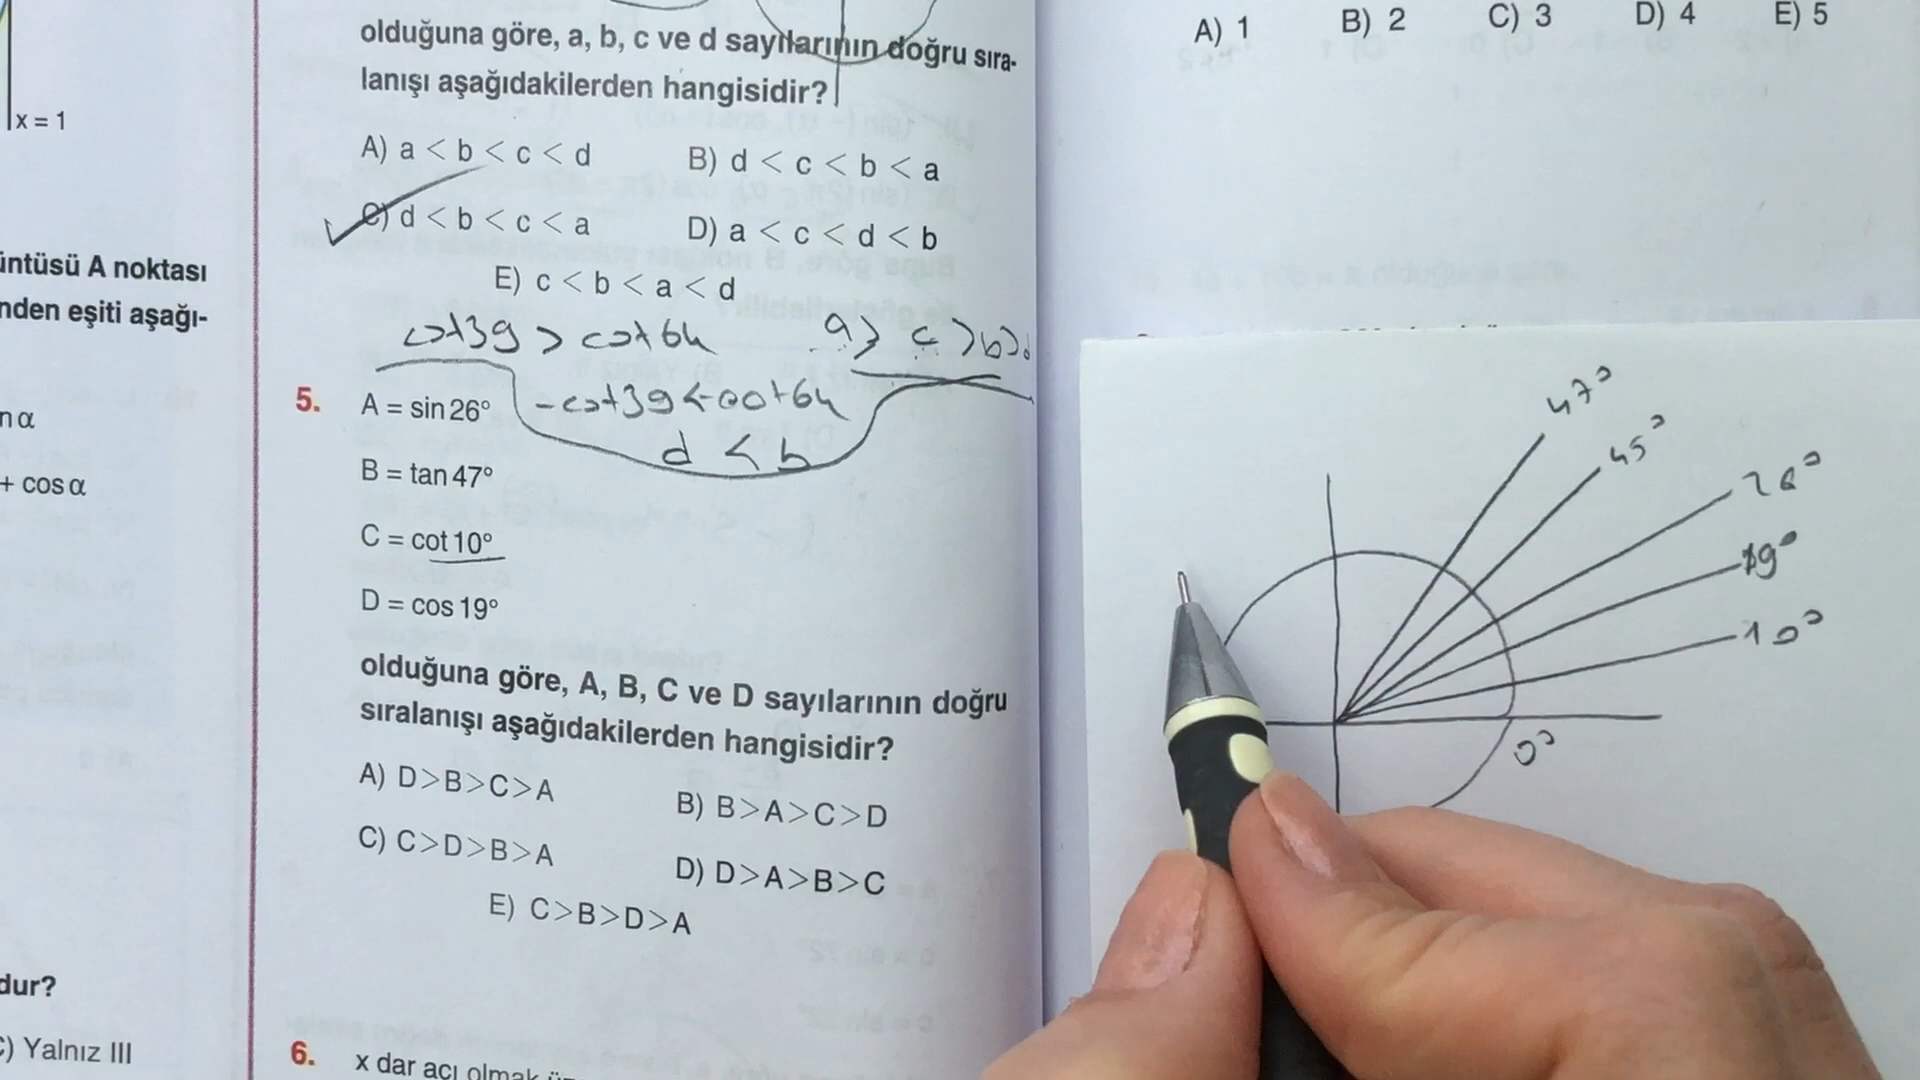 x = 1
üntüsü A noktası
nden eşiti aşağı-
n α
+ cos α
dur?
C) Yalnız III
olduğuna göre, a, b, c ve d sayılarının doğru sıra-
lanışı aşağıdakilerden hangisidir?
A) a < b < c < d
B) d < c < b < a
C) d < b < c < a
D) a < c < d < b
E) c < b < a < d
cot39 > cot64
a > c > b > d
5. A = sin 26°
-cot39 < -cot64
d < b
B = tan 47°
C = cot 10°
D = cos 19°
olduğuna göre, A, B, C ve D sayılarının doğru
sıralanışı aşağıdakilerden hangisidir?
A) D>B>C>A
B) B>A>C>D
C) C>D>B>A
D) D>A>B>C
E) C>B>D>A
6. x dar açı olmak
A) 1 B) 2 C) 3 D) 4 E) 5
47°
45°
26°
19°
10°
0°